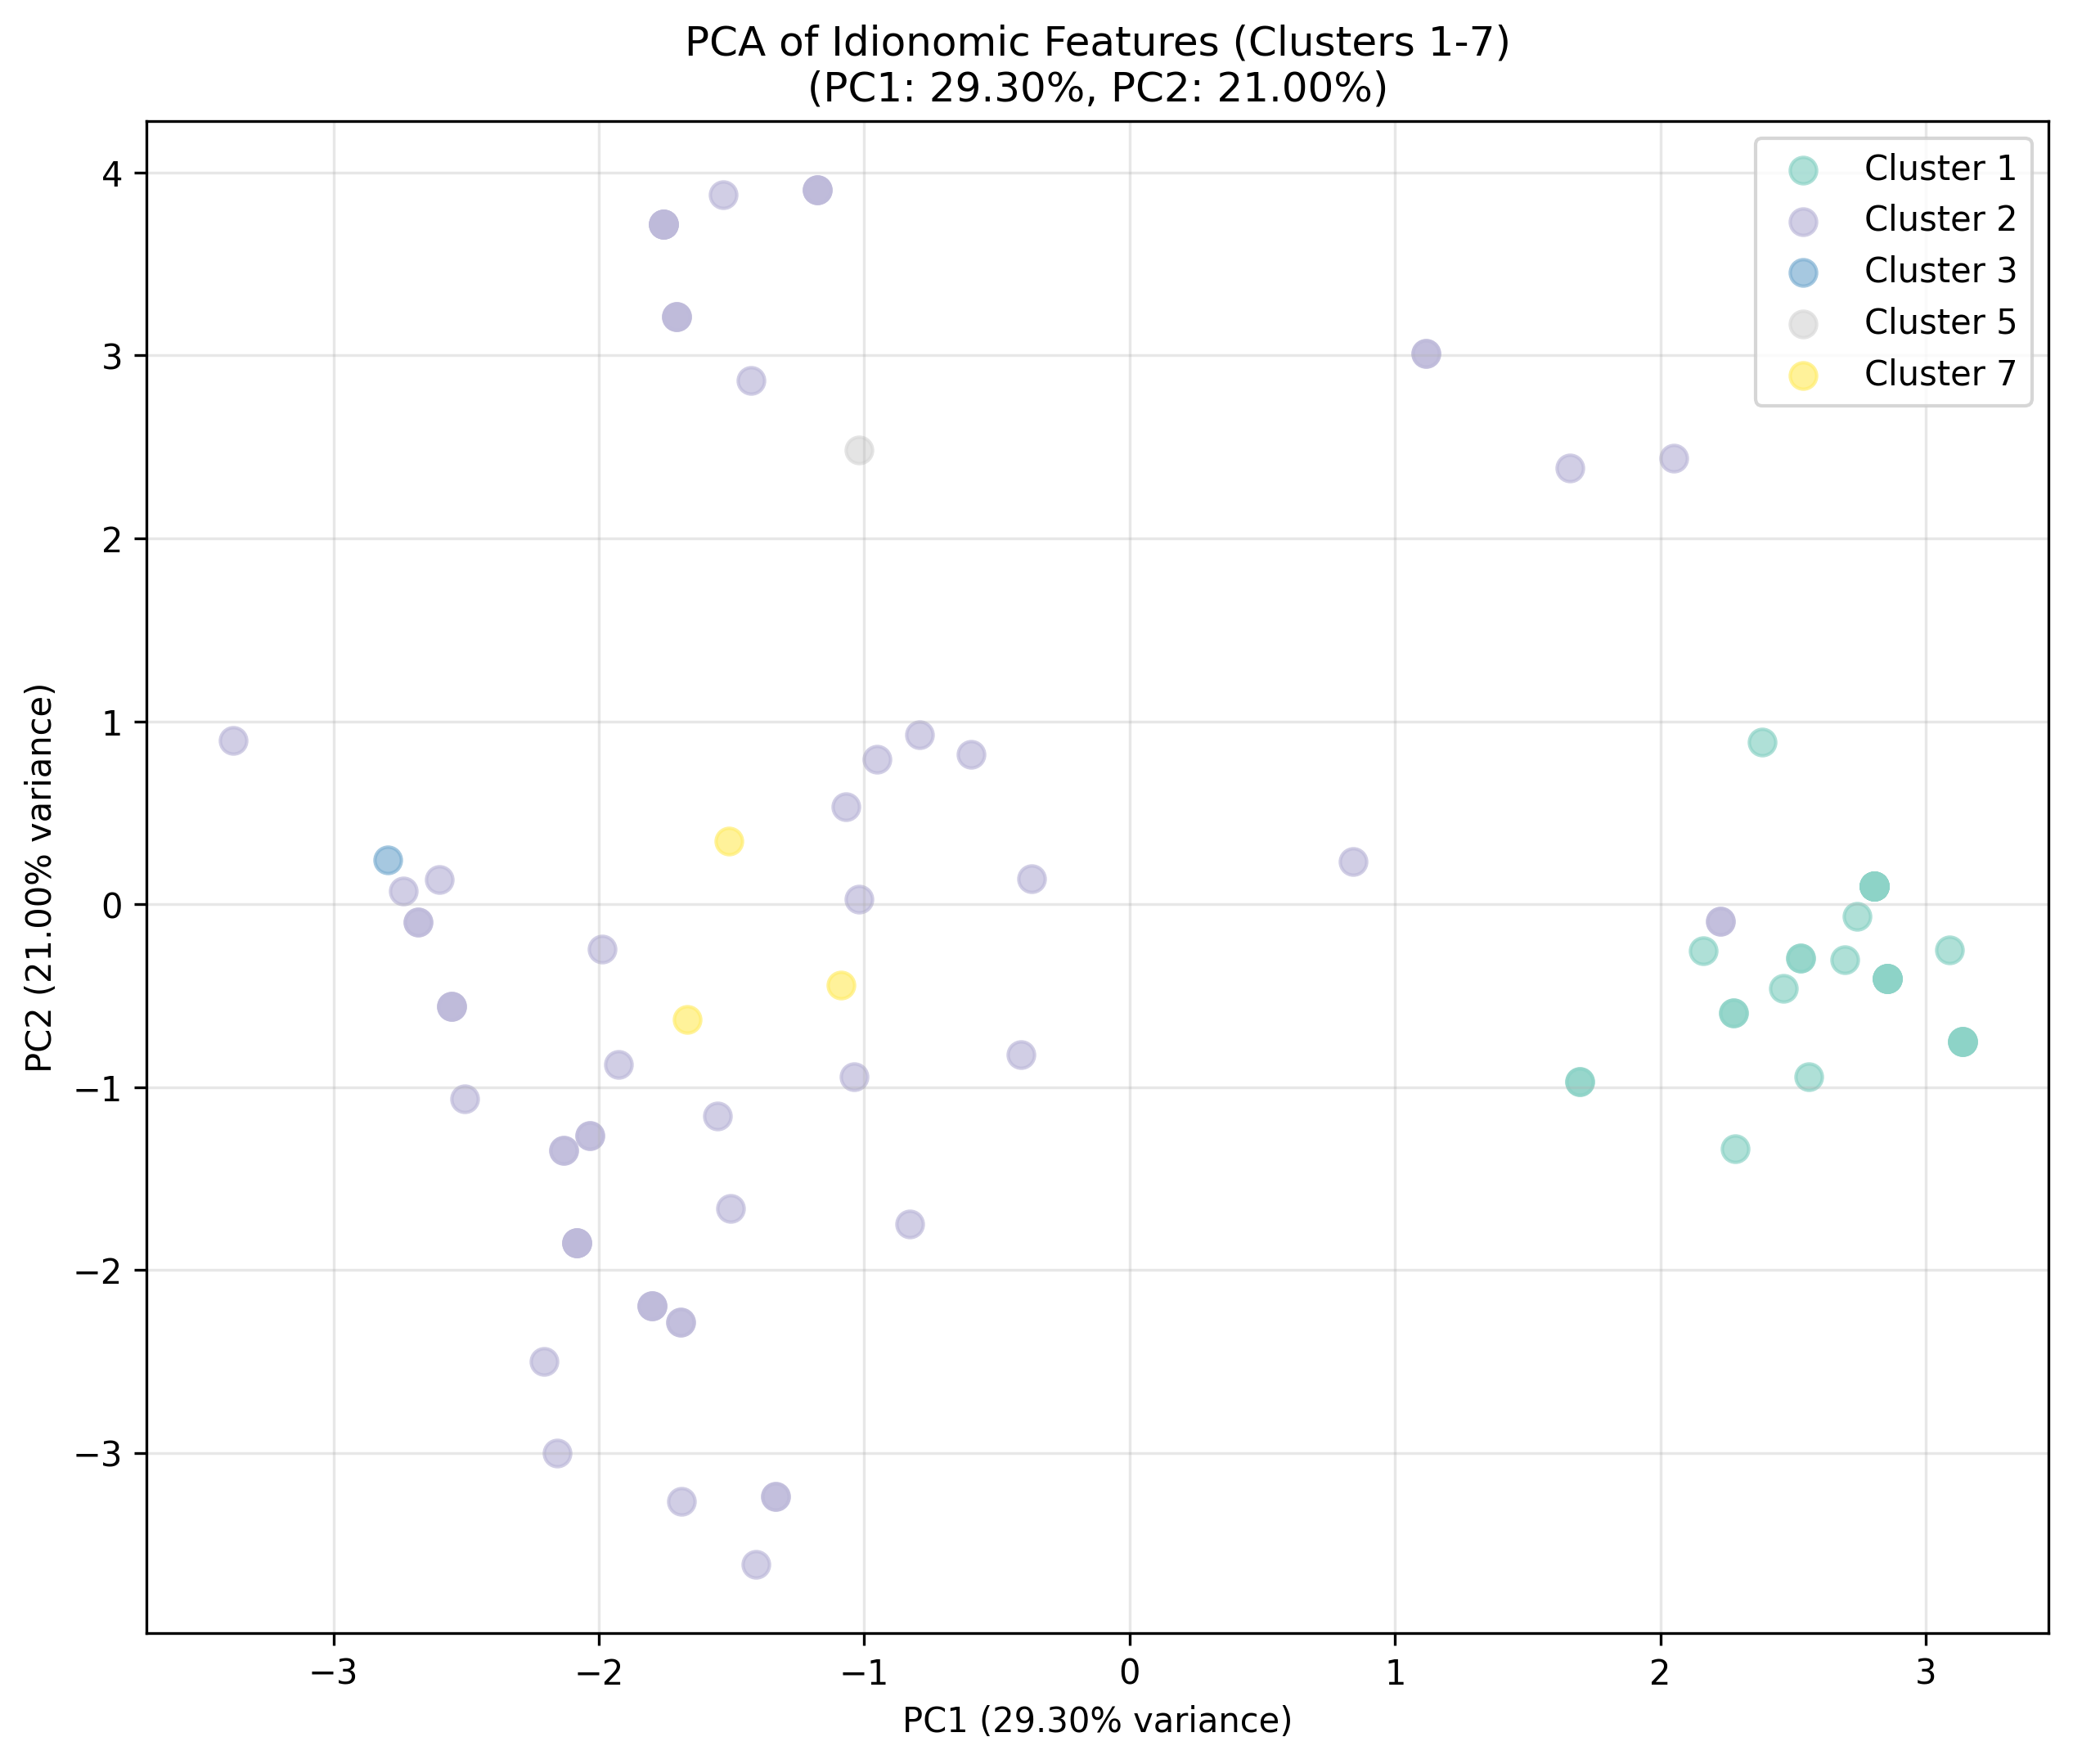 PCA of Idionomic Features (Clusters 1-7)
(PC1: 29.30%, PC2: 21.00%)
Cluster 1
Cluster 2
Cluster 3
Cluster 5
Cluster 7
PC2 (21.00% variance)
4
3
2
1
0
−1
−2
−3
−3 −2 −1 0 1 2 3
PC1 (29.30% variance)